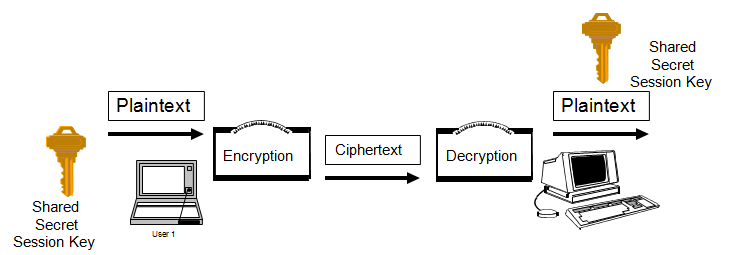 Shared
Secret
Session Key
Plaintext
Plaintext
Encryption
Ciphertext
Decryption
Shared
Secret
Session Key
User 1